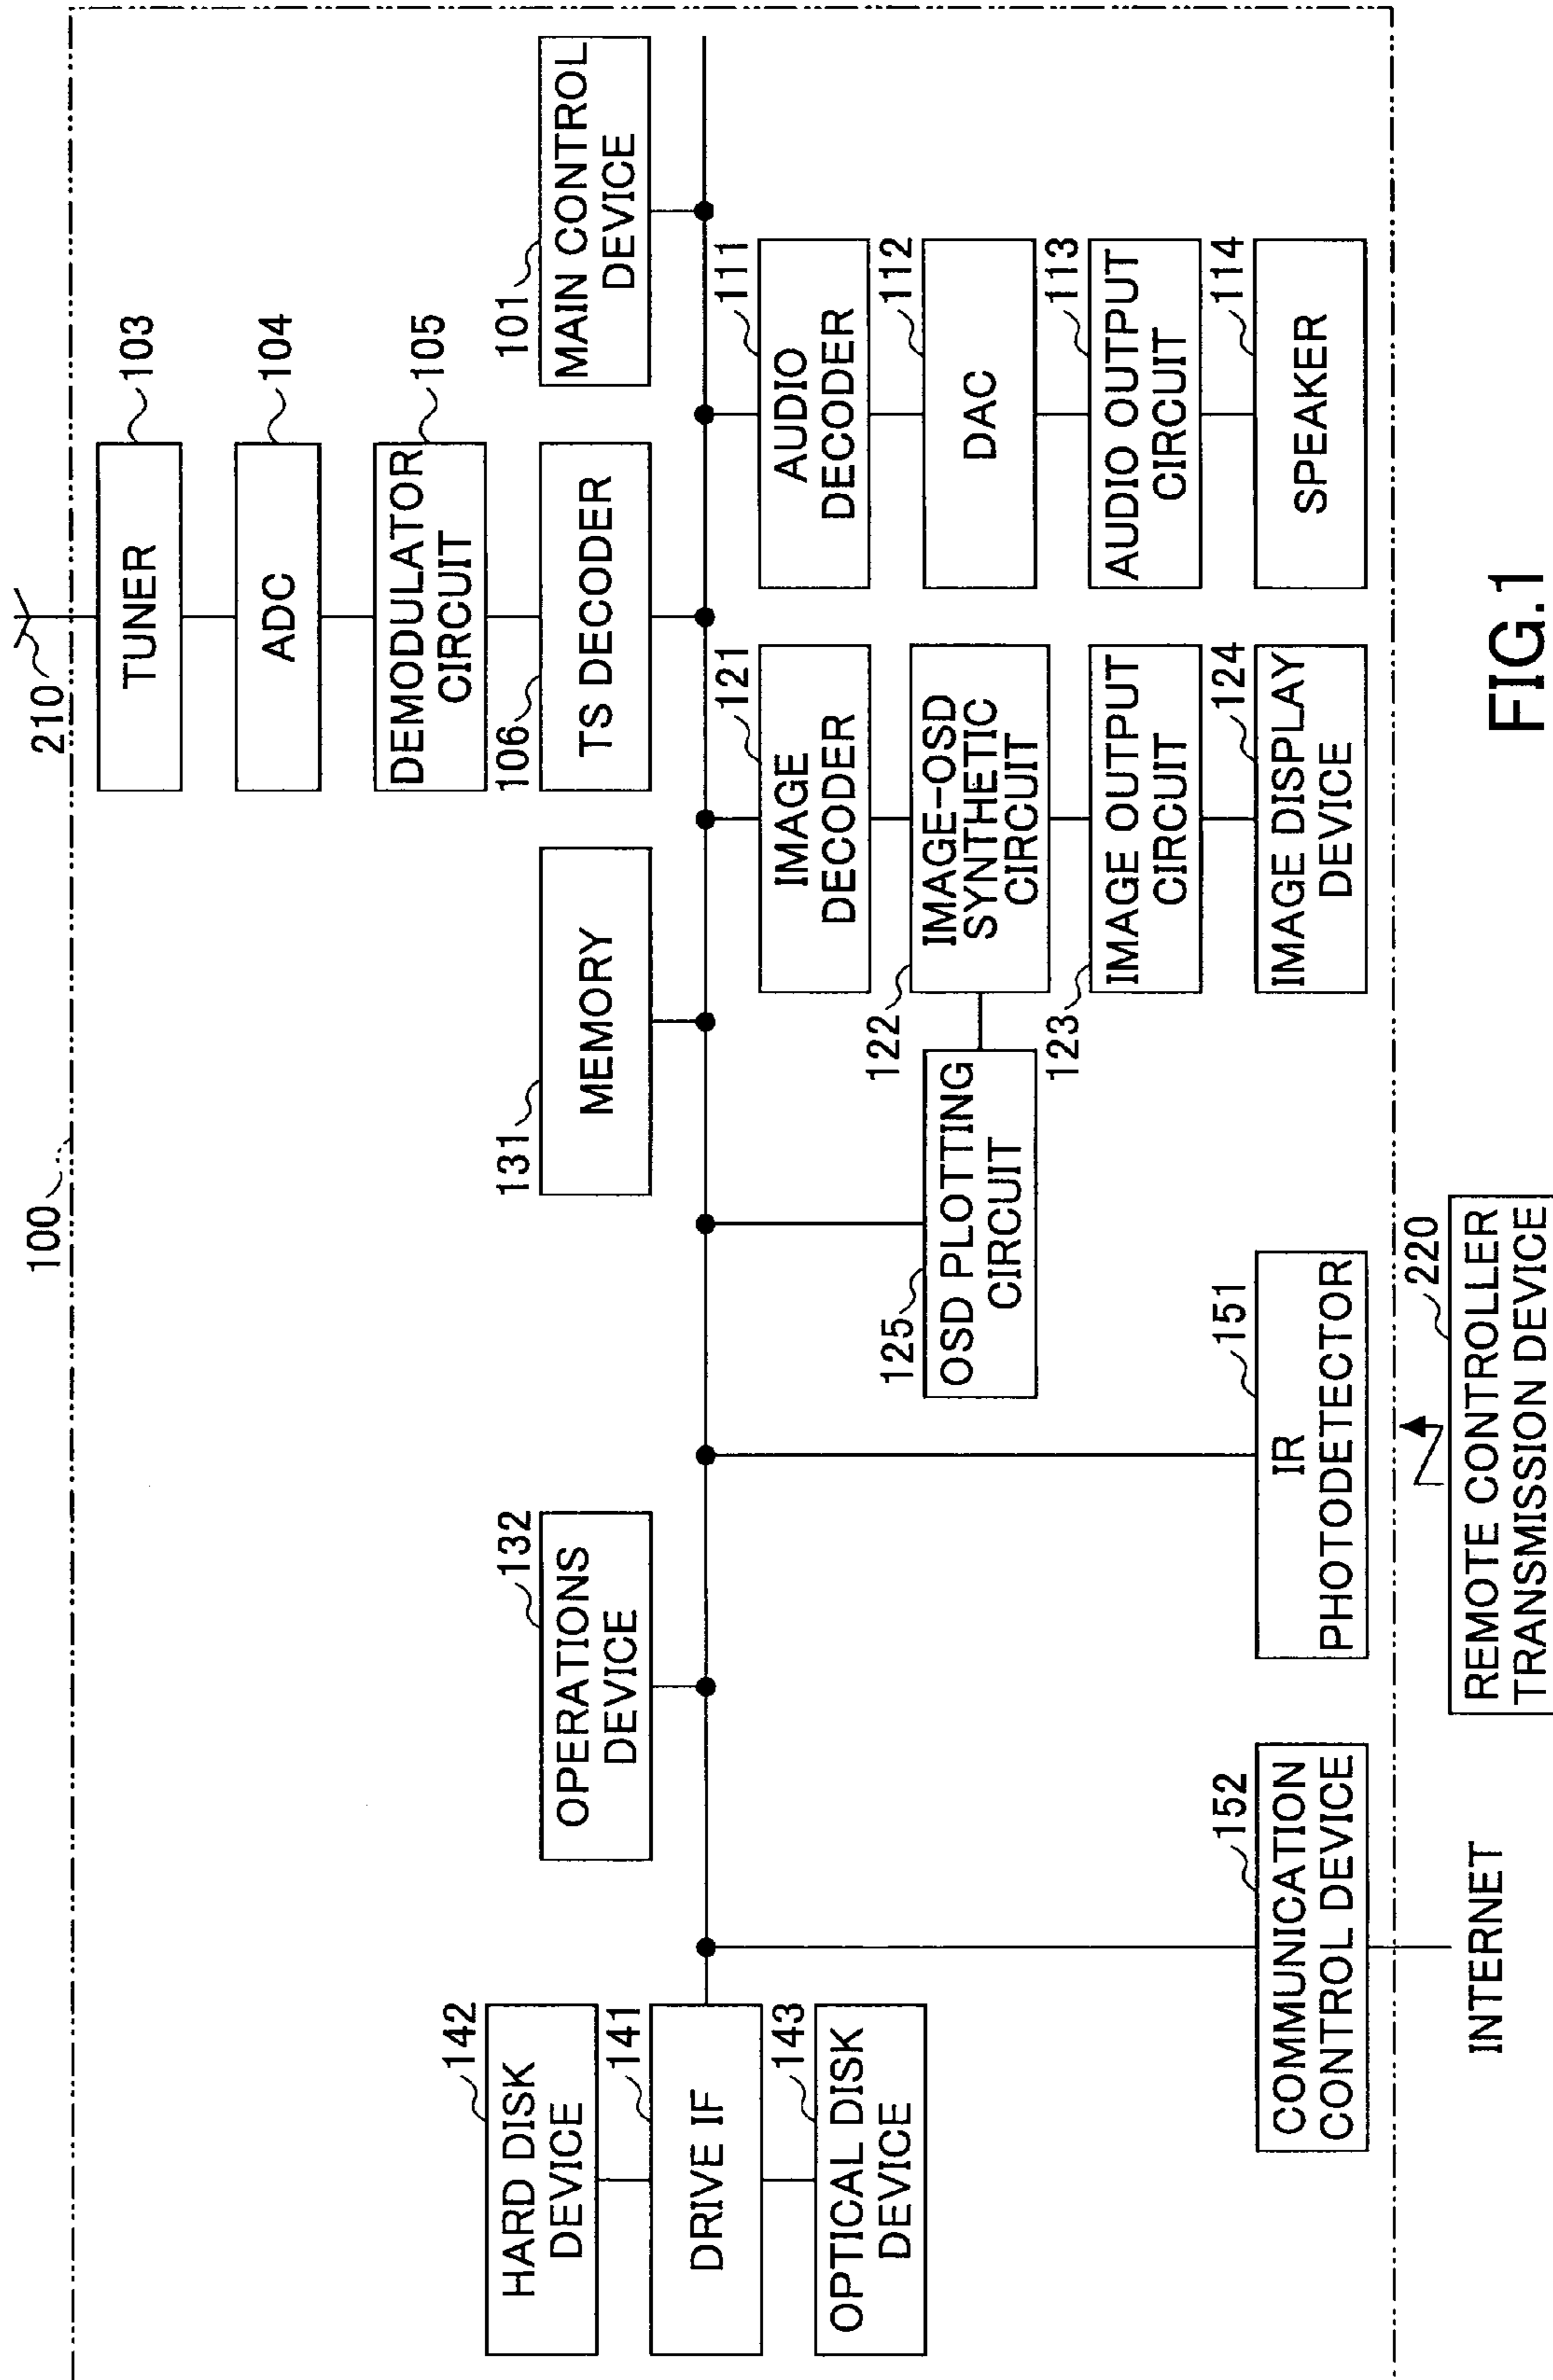 100
210
TUNER
103
ADC
104
DEMODULATOR
CIRCUIT
105
106
TS DECODER
101
MAIN CONTROL
DEVICE
131
MEMORY
132
OPERATIONS
DEVICE
142
HARD DISK
DEVICE
141
DRIVE IF
143
OPTICAL DISK
DEVICE
121
IMAGE
DECODER
122
IMAGE-OSD
SYNTHETIC
CIRCUIT
123
IMAGE OUTPUT
CIRCUIT
124
IMAGE DISPLAY
DEVICE
125
OSD PLOTTING
CIRCUIT
111
AUDIO
DECODER
112
DAC
113
AUDIO OUTPUT
CIRCUIT
114
SPEAKER
151
IR
PHOTODETECTOR
152
COMMUNICATION
CONTROL DEVICE
220
REMOTE CONTROLLER
TRANSMISSION DEVICE
INTERNET
FIG.1